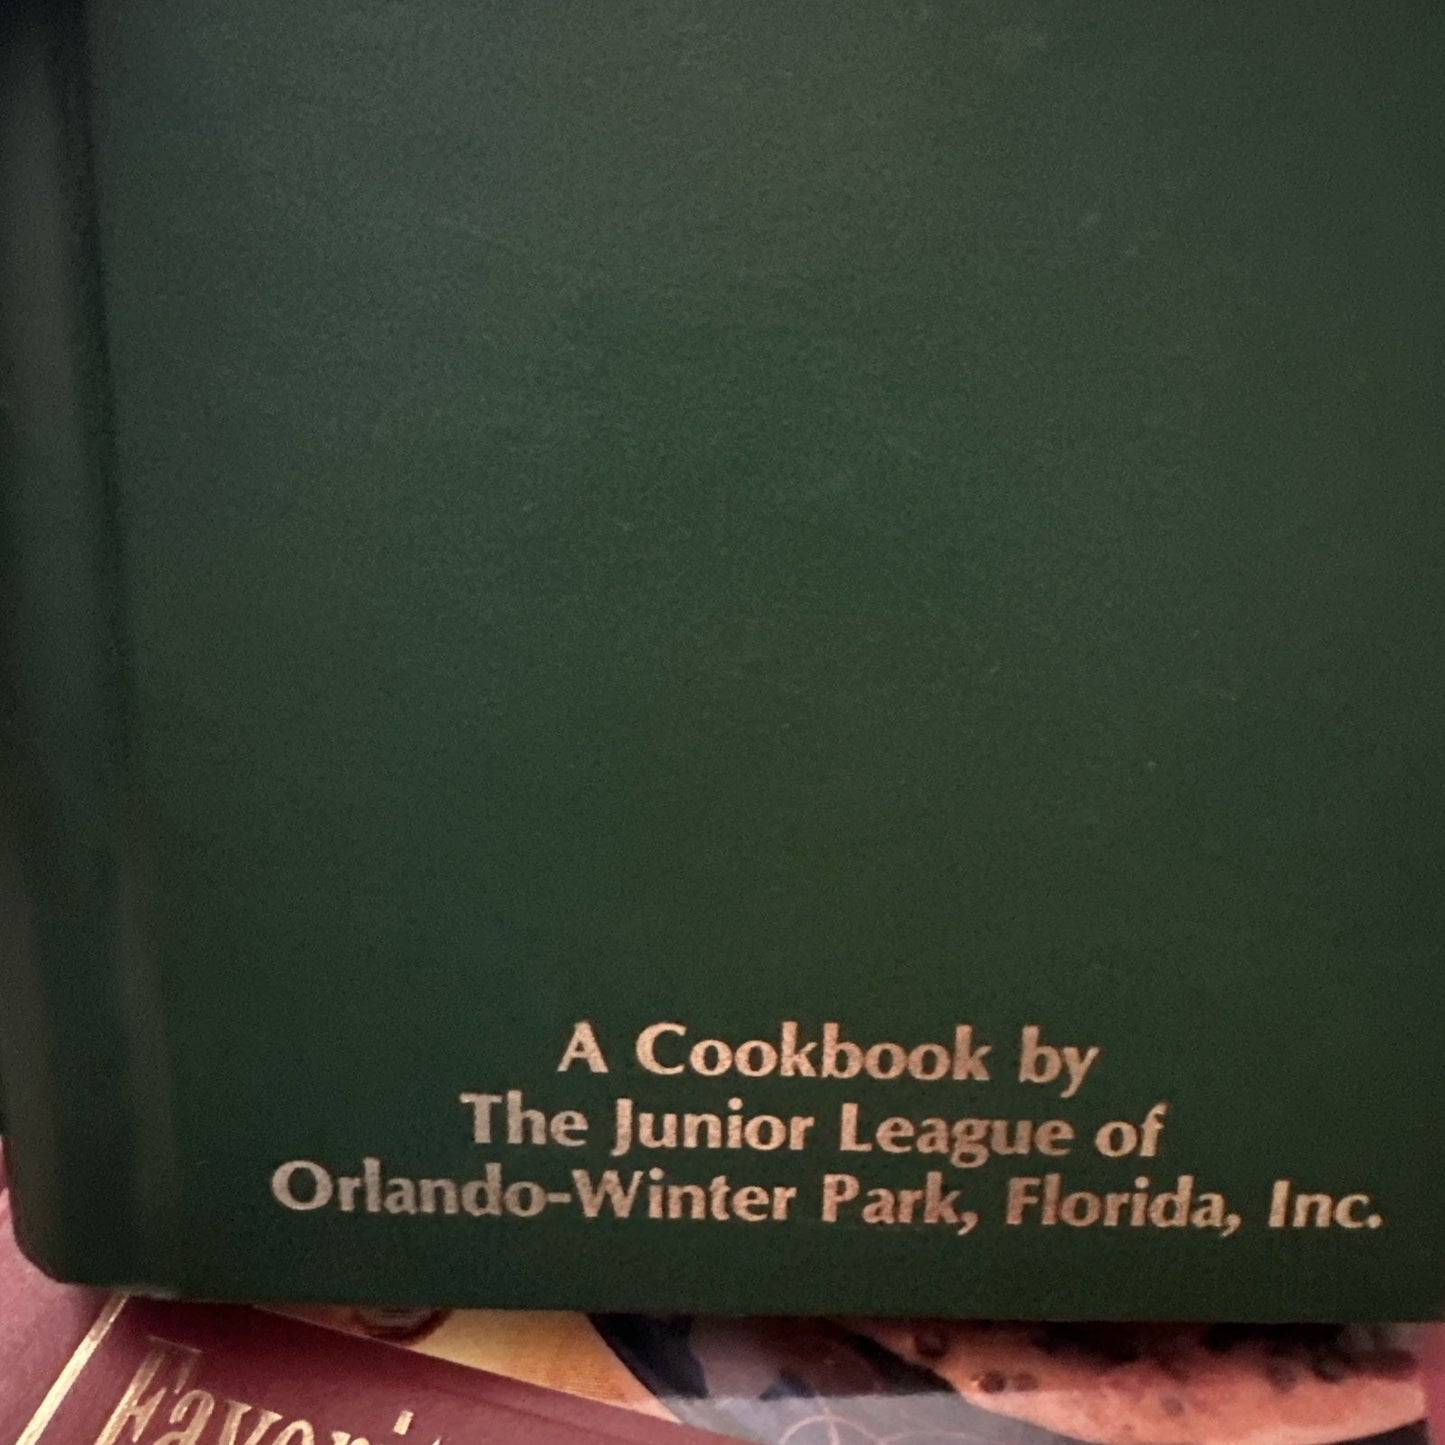 A Cookbook by
The Junior League of
Orlando-Winter Park, Florida, Inc.